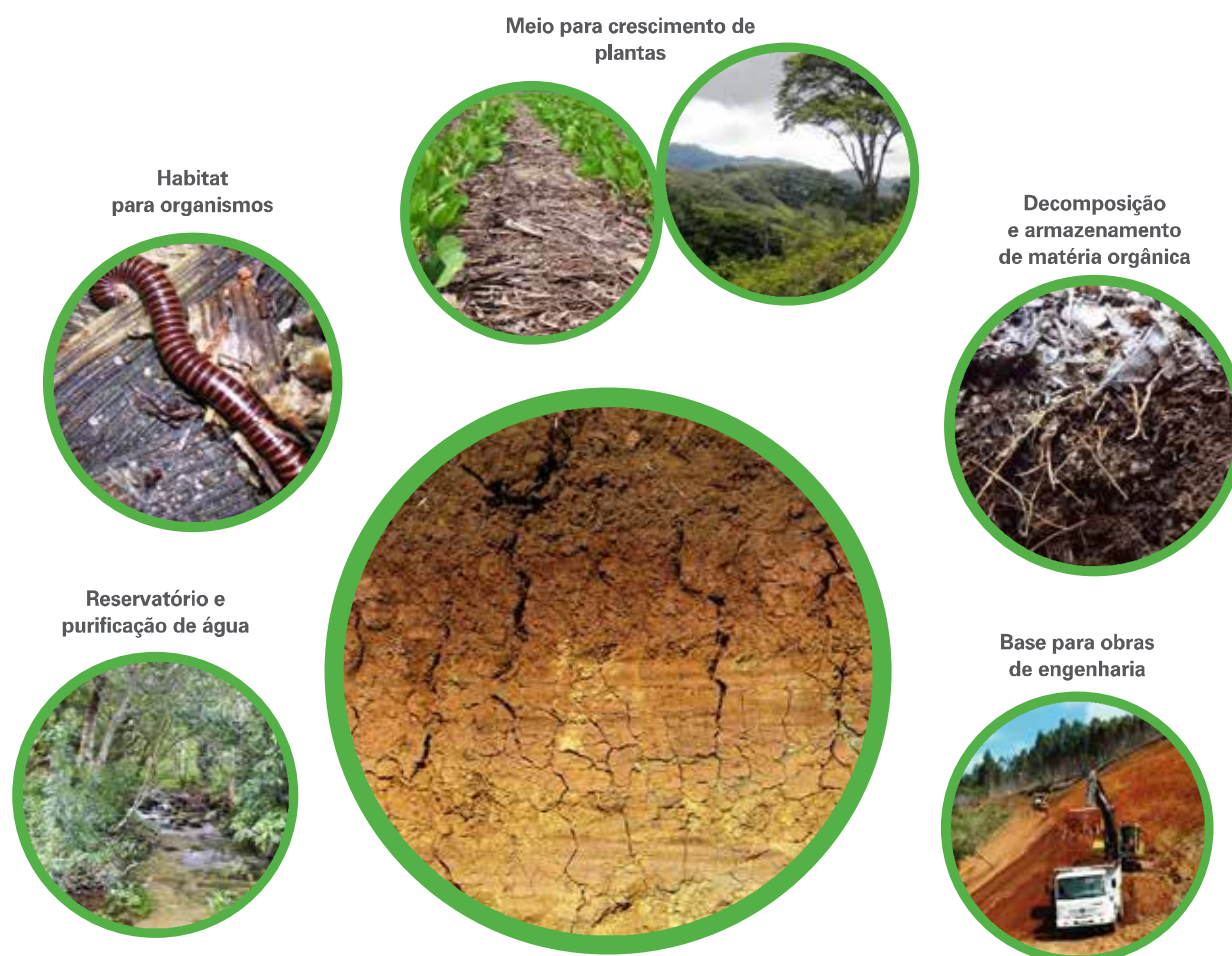 Meio para crescimento de
plantas
Habitat
para organismos
Decomposição
e armazenamento
de matéria orgânica
Reservatório e
purificação de água
Base para obras
de engenharia